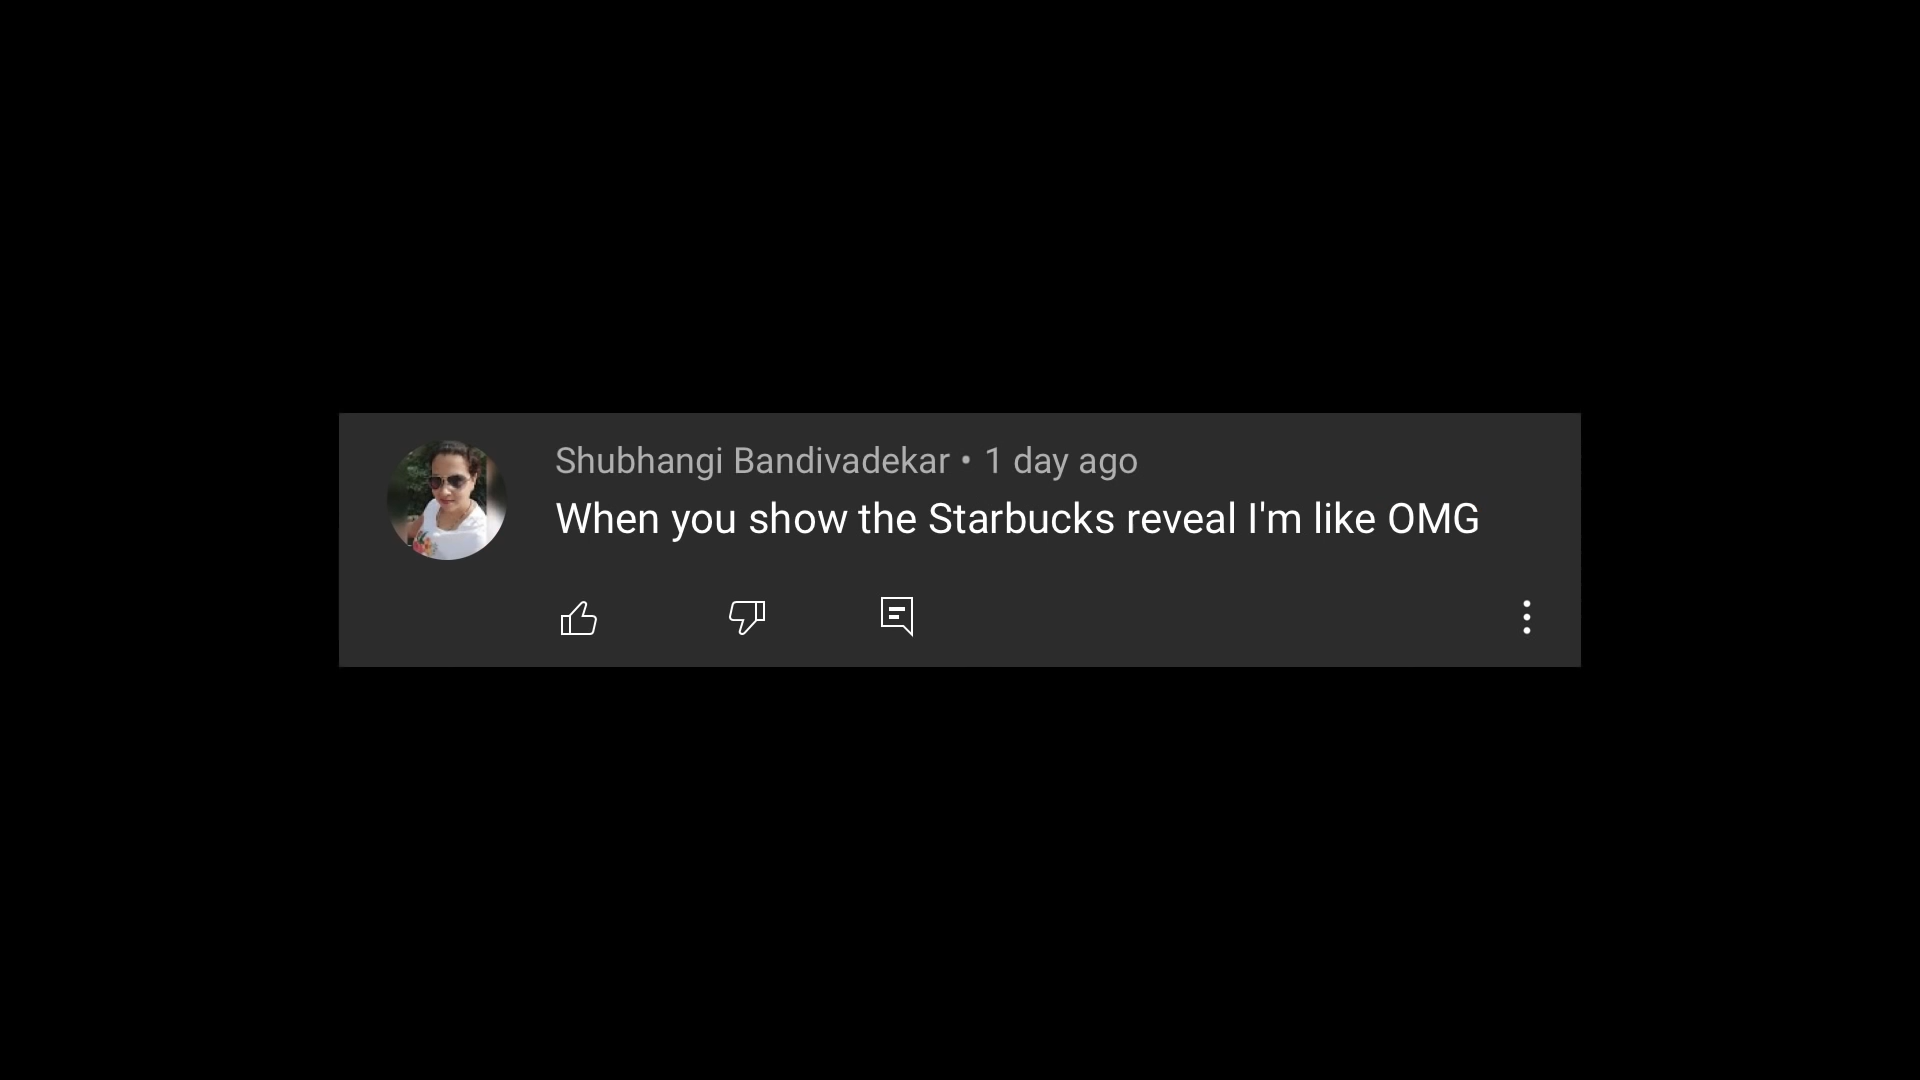 Shubhangi Bandivadekar • 1 day ago
When you show the Starbucks reveal I'm like OMG